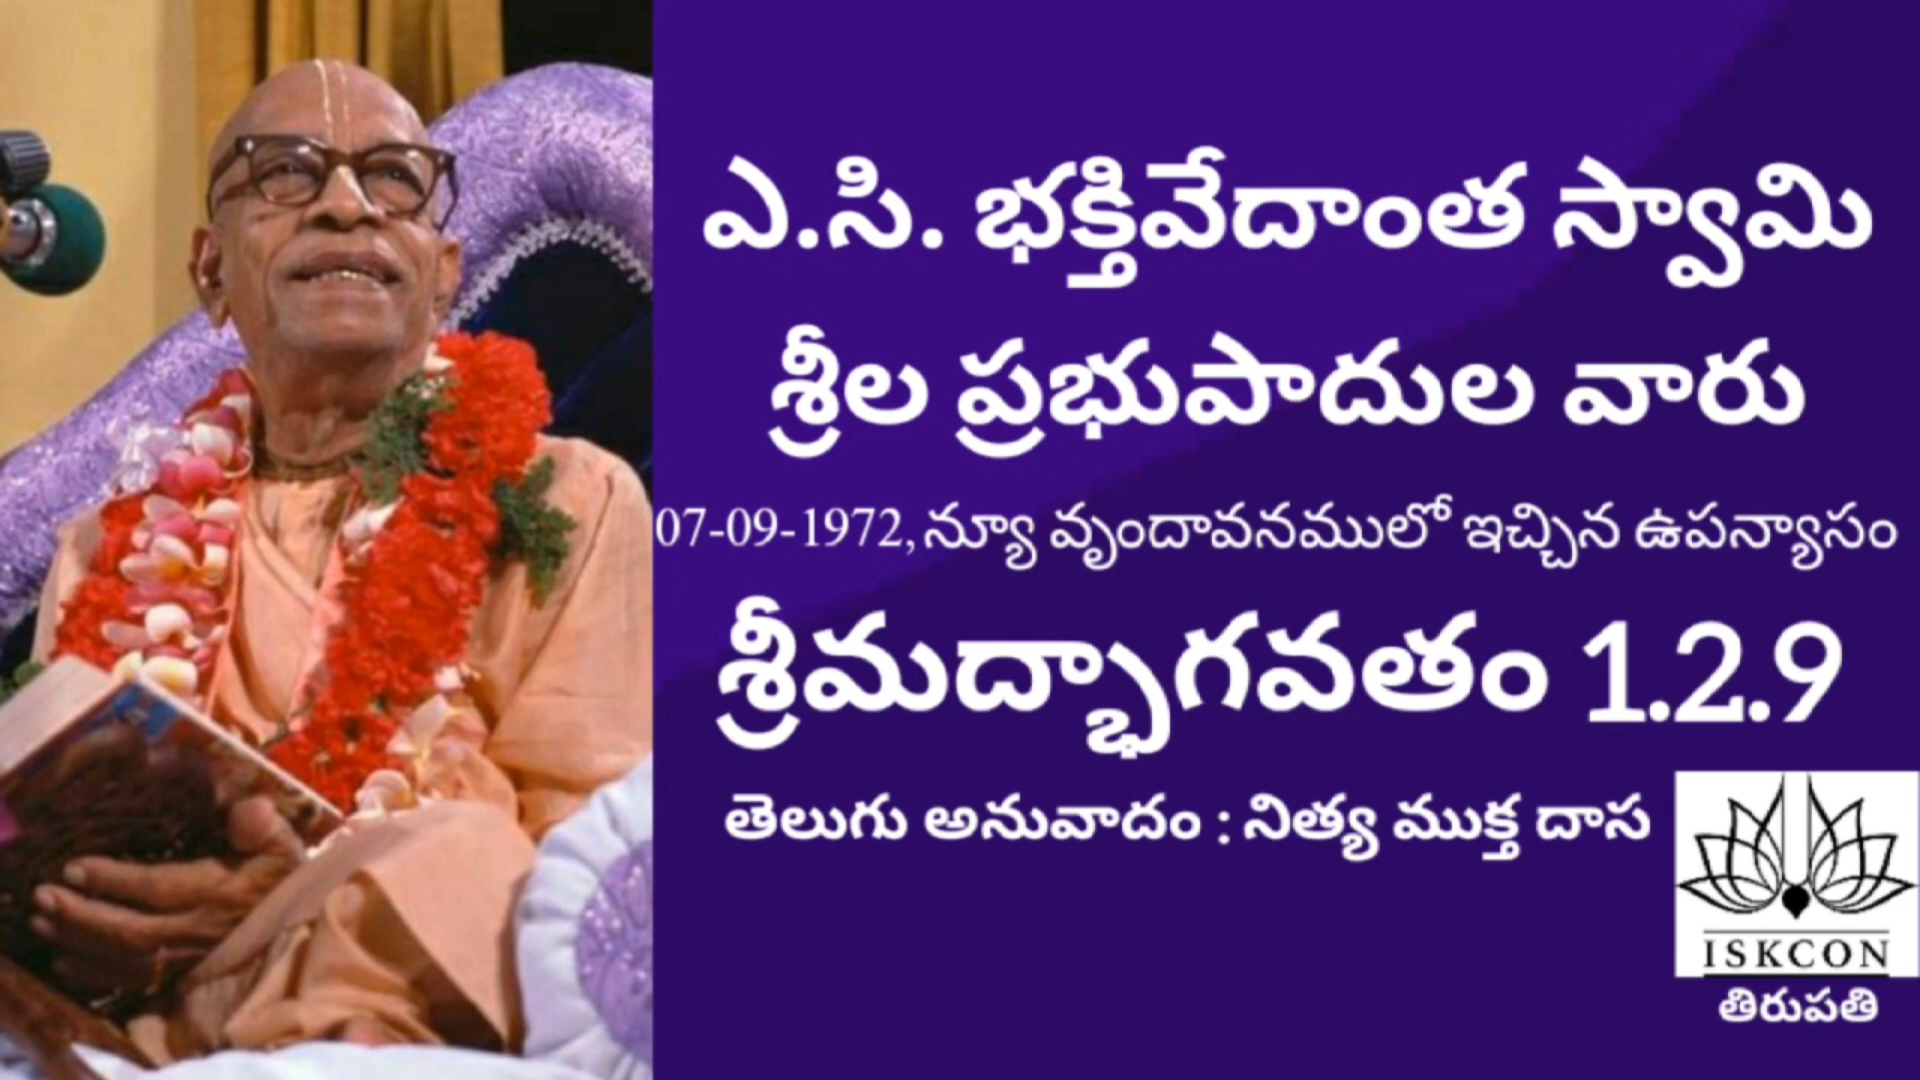 ఎ.సి. భక్తివేదాంత స్వామి
శ్రీల ప్రభుపాదుల వారు
07-09-1972, న్యూ వృందావనములో ఇచ్చిన ఉపన్యాసం
శ్రీమద్భాగవతం 1.2.9
తెలుగు అనువాదం : నిత్య ముక్త దాస
ISKCON
తిరుపతి